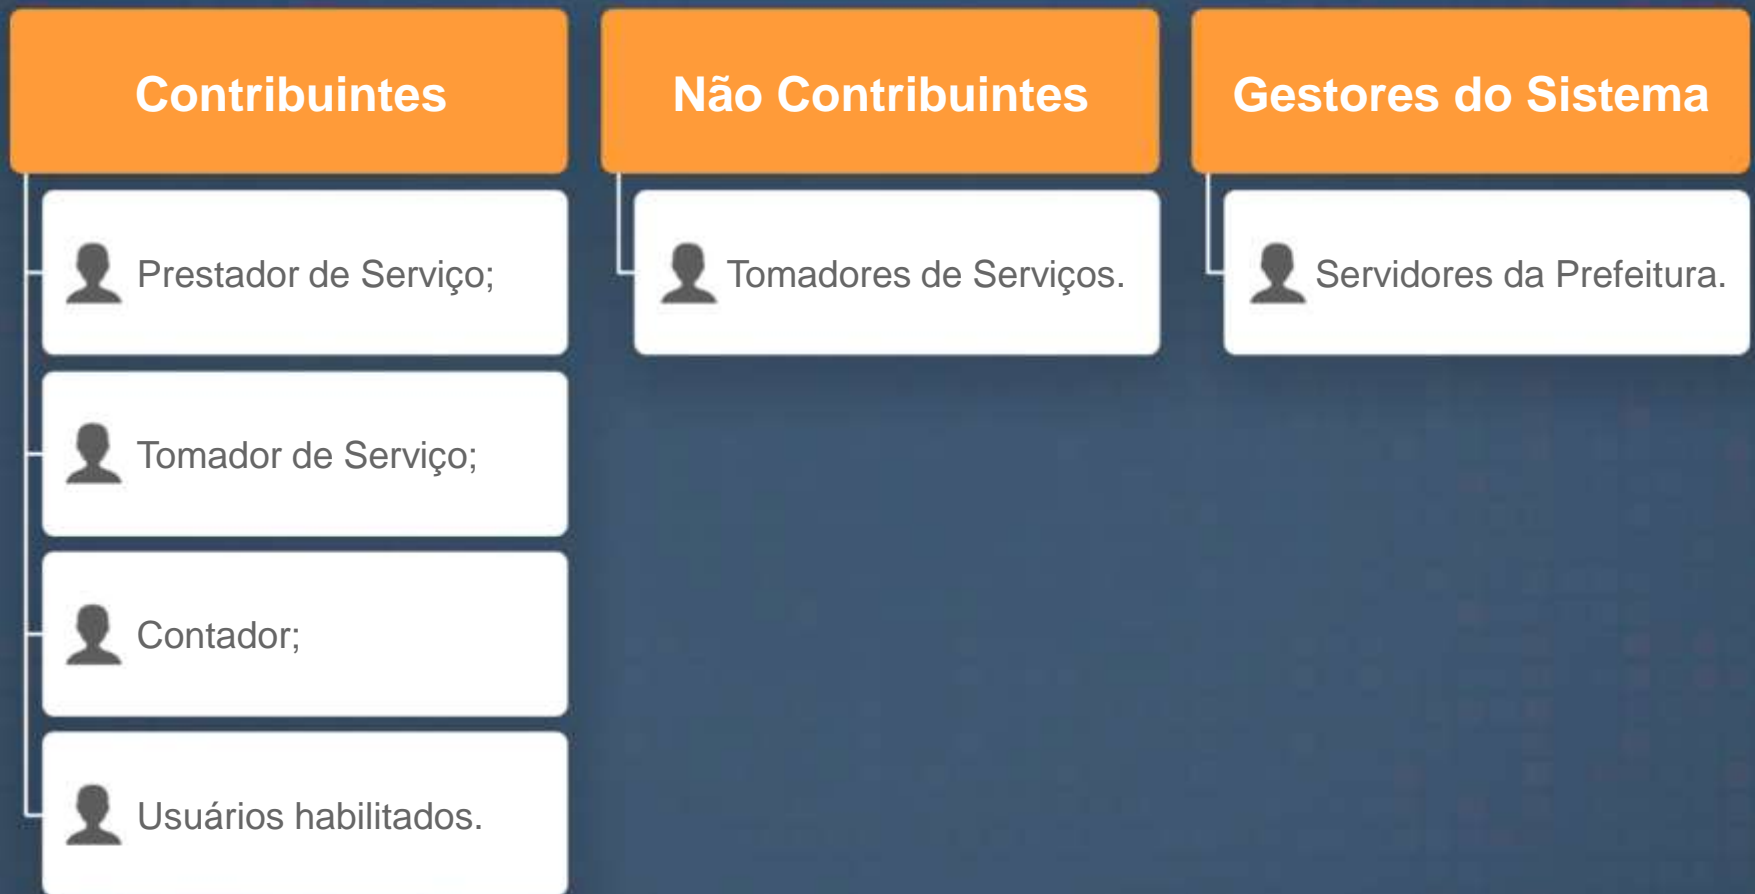 Contribuintes
Prestador de Serviço;
Tomador de Serviço;
Contador;
Usuários habilitados.
Não Contribuintes
Tomadores de Serviços.
Gestores do Sistema
Servidores da Prefeitura.